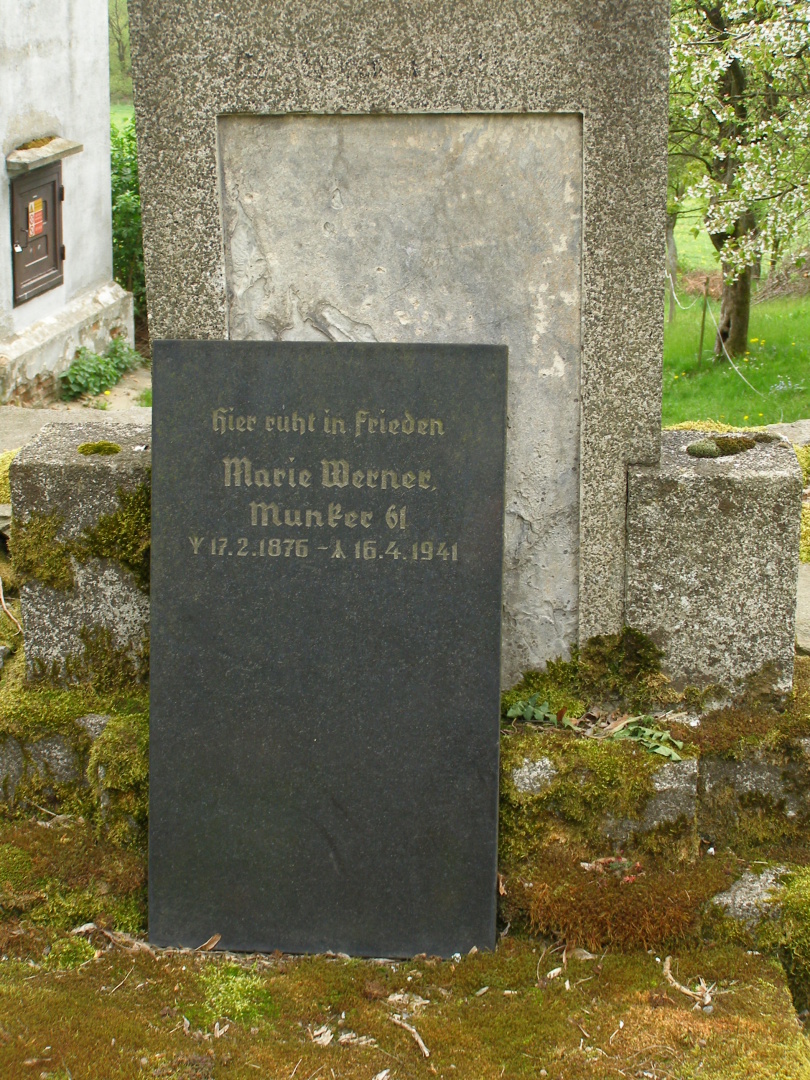 Hier ruht in Frieden
Marie Werner,
Munker 61
ᛉ 17.2.1876 - ᛣ 16.4.1941